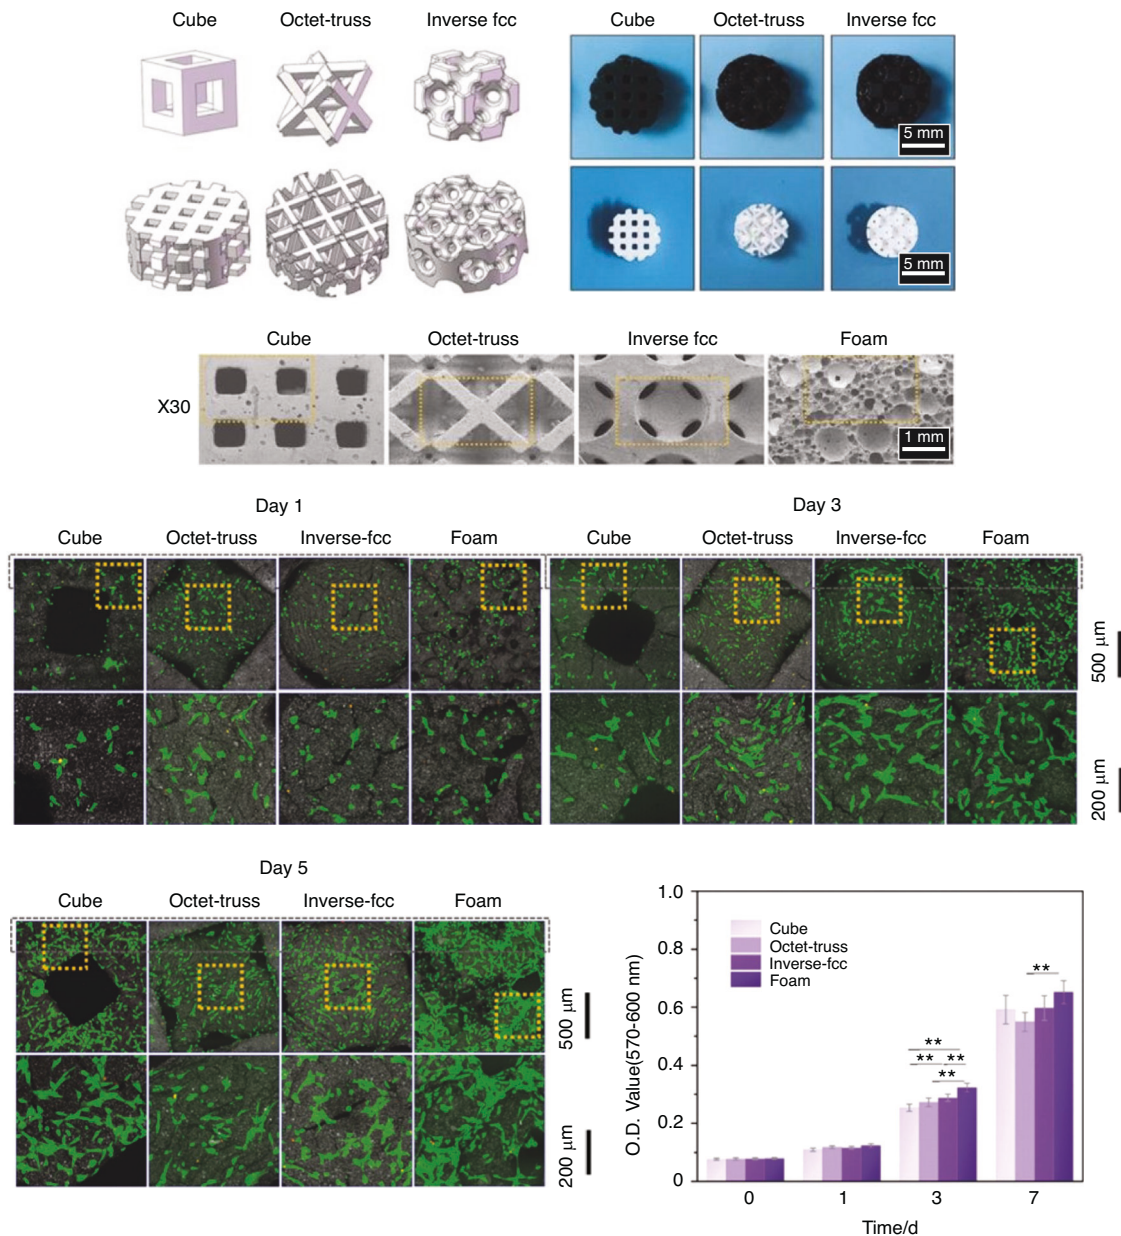 Cube Octet-truss Inverse fcc
Cube Octet-truss Inverse fcc
5 mm
5 mm
Cube Octet-truss Inverse fcc Foam
X30
1 mm
Day 1
Cube Octet-truss Inverse-fcc Foam
Day 3
Cube Octet-truss Inverse-fcc Foam
500 μm
200 μm
Day 5
Cube Octet-truss Inverse-fcc Foam
500 μm
200 μm
O.D. Value(570-600 nm)
1.0
0.8
0.6
0.4
0.2
0
Cube
Octet-truss
Inverse-fcc
Foam
**
**
** **
**
0 1 3 7
Time/d